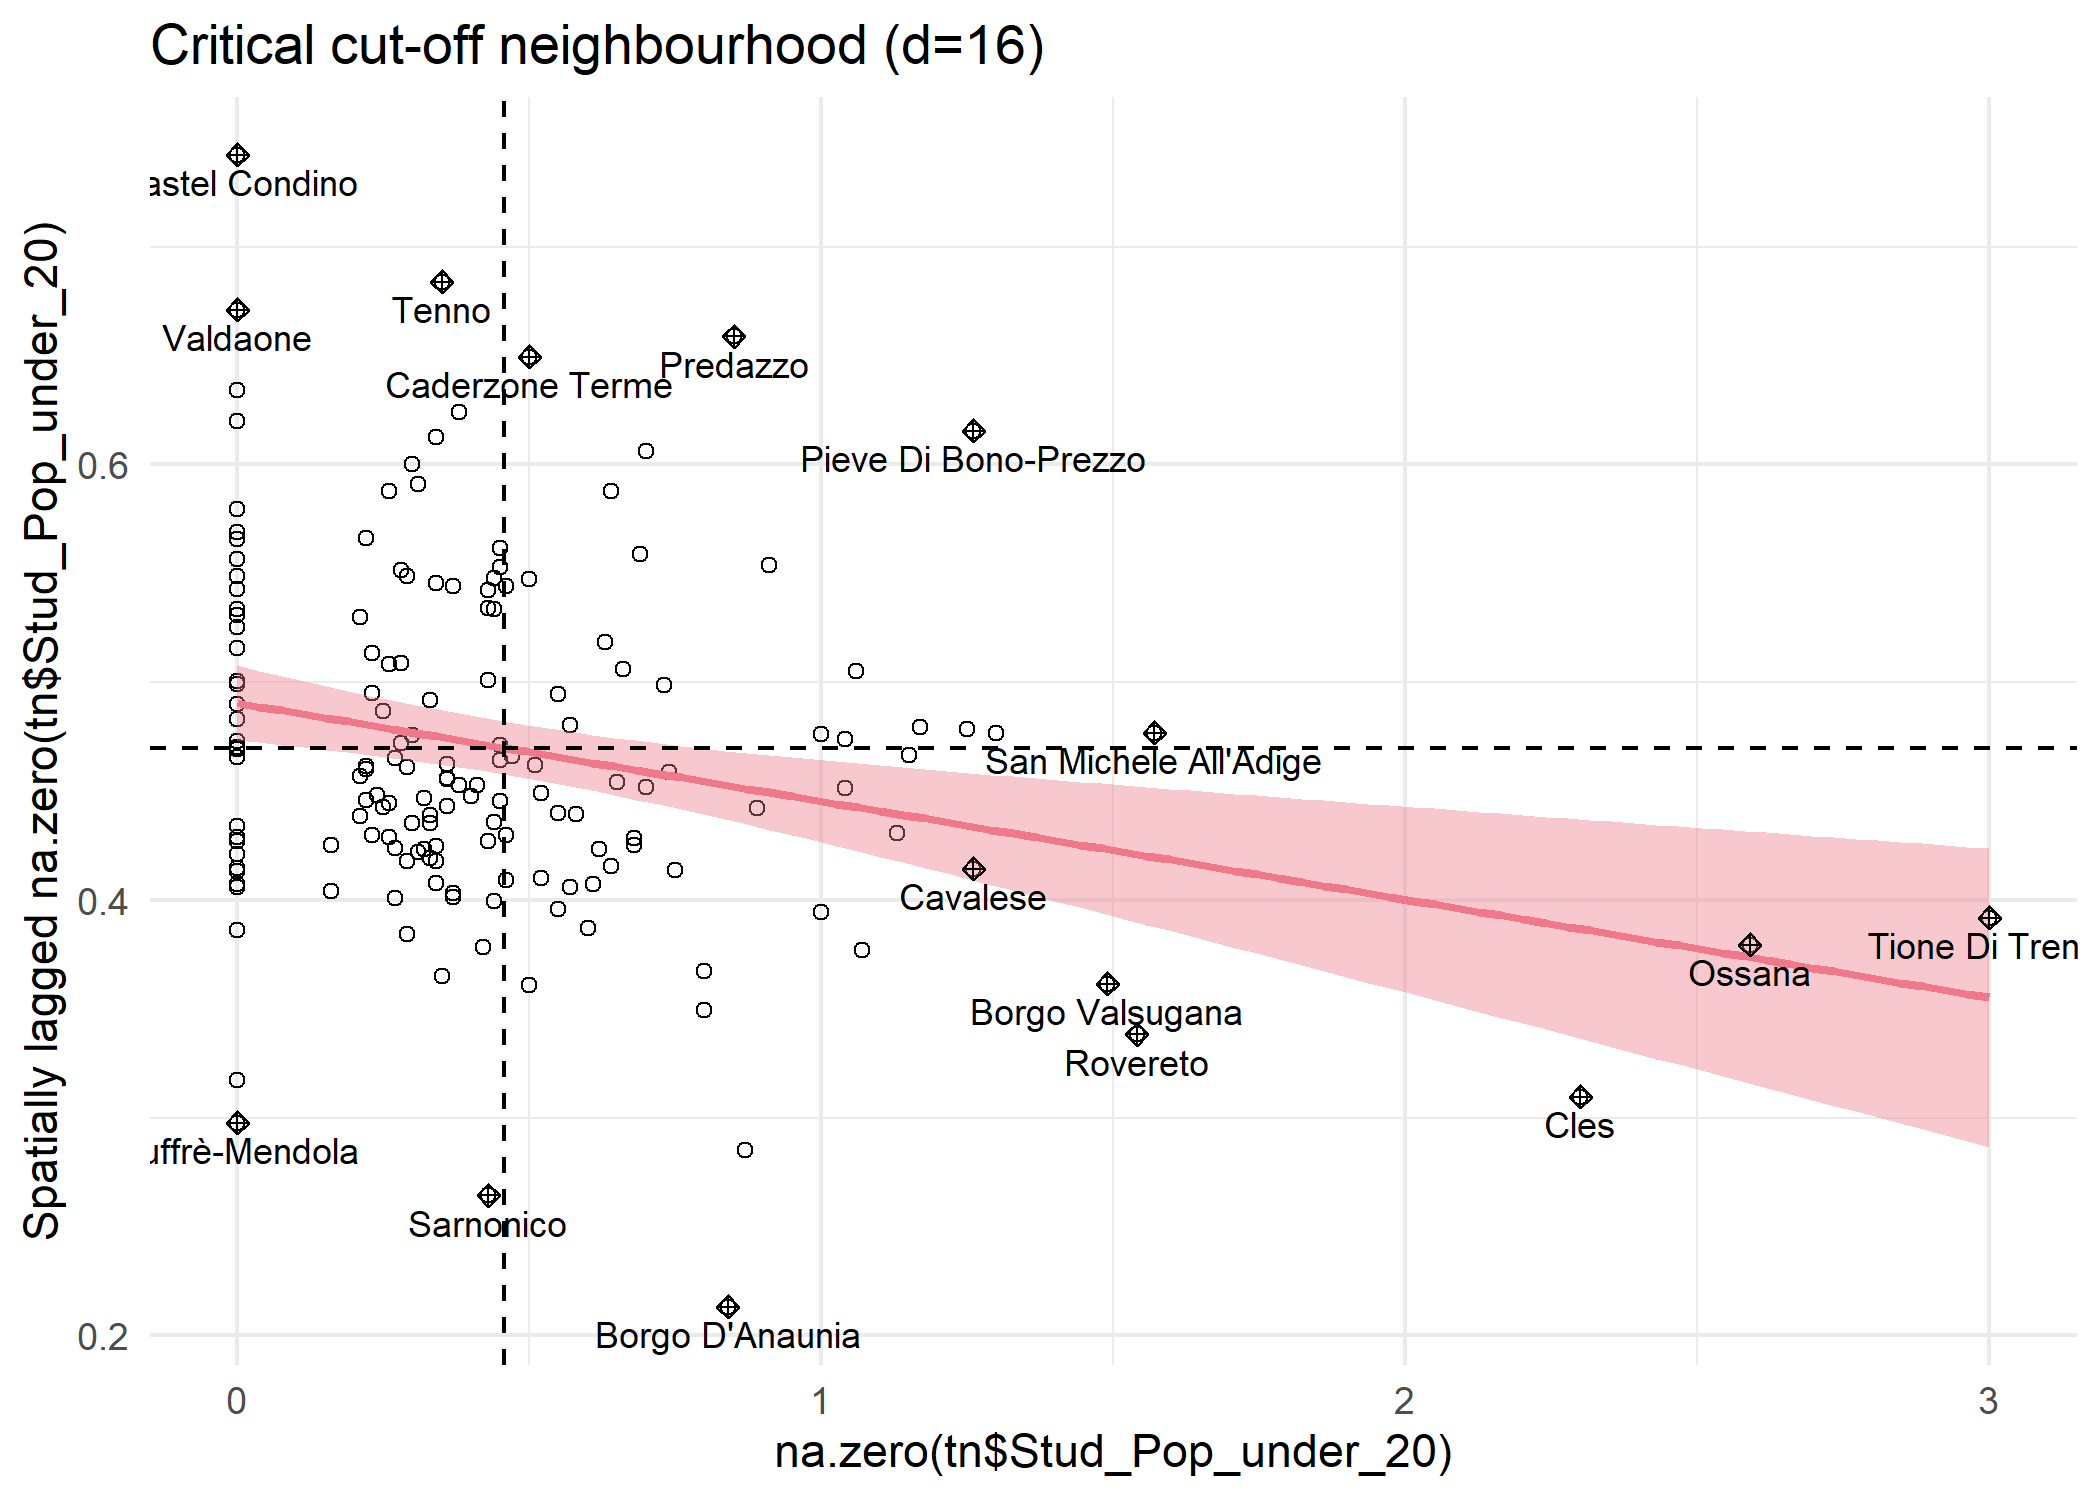 Critical cut-off neighbourhood (d=16)
Spatially lagged na.zero(tn$Stud_Pop_under_20)
astel Condino
Tenno
Valdaone
Predazzo
Caderzone Terme
Pieve Di Bono-Prezzo
0.6
San Michele All'Adige
Cavalese
0.4
Tione Di Tren
Ossana
Borgo Valsugana
Rovereto
Cles
uffrè-Mendola
Sarnonico
Borgo D'Anaunia
0.2
0 1 2 3
na.zero(tn$Stud_Pop_under_20)